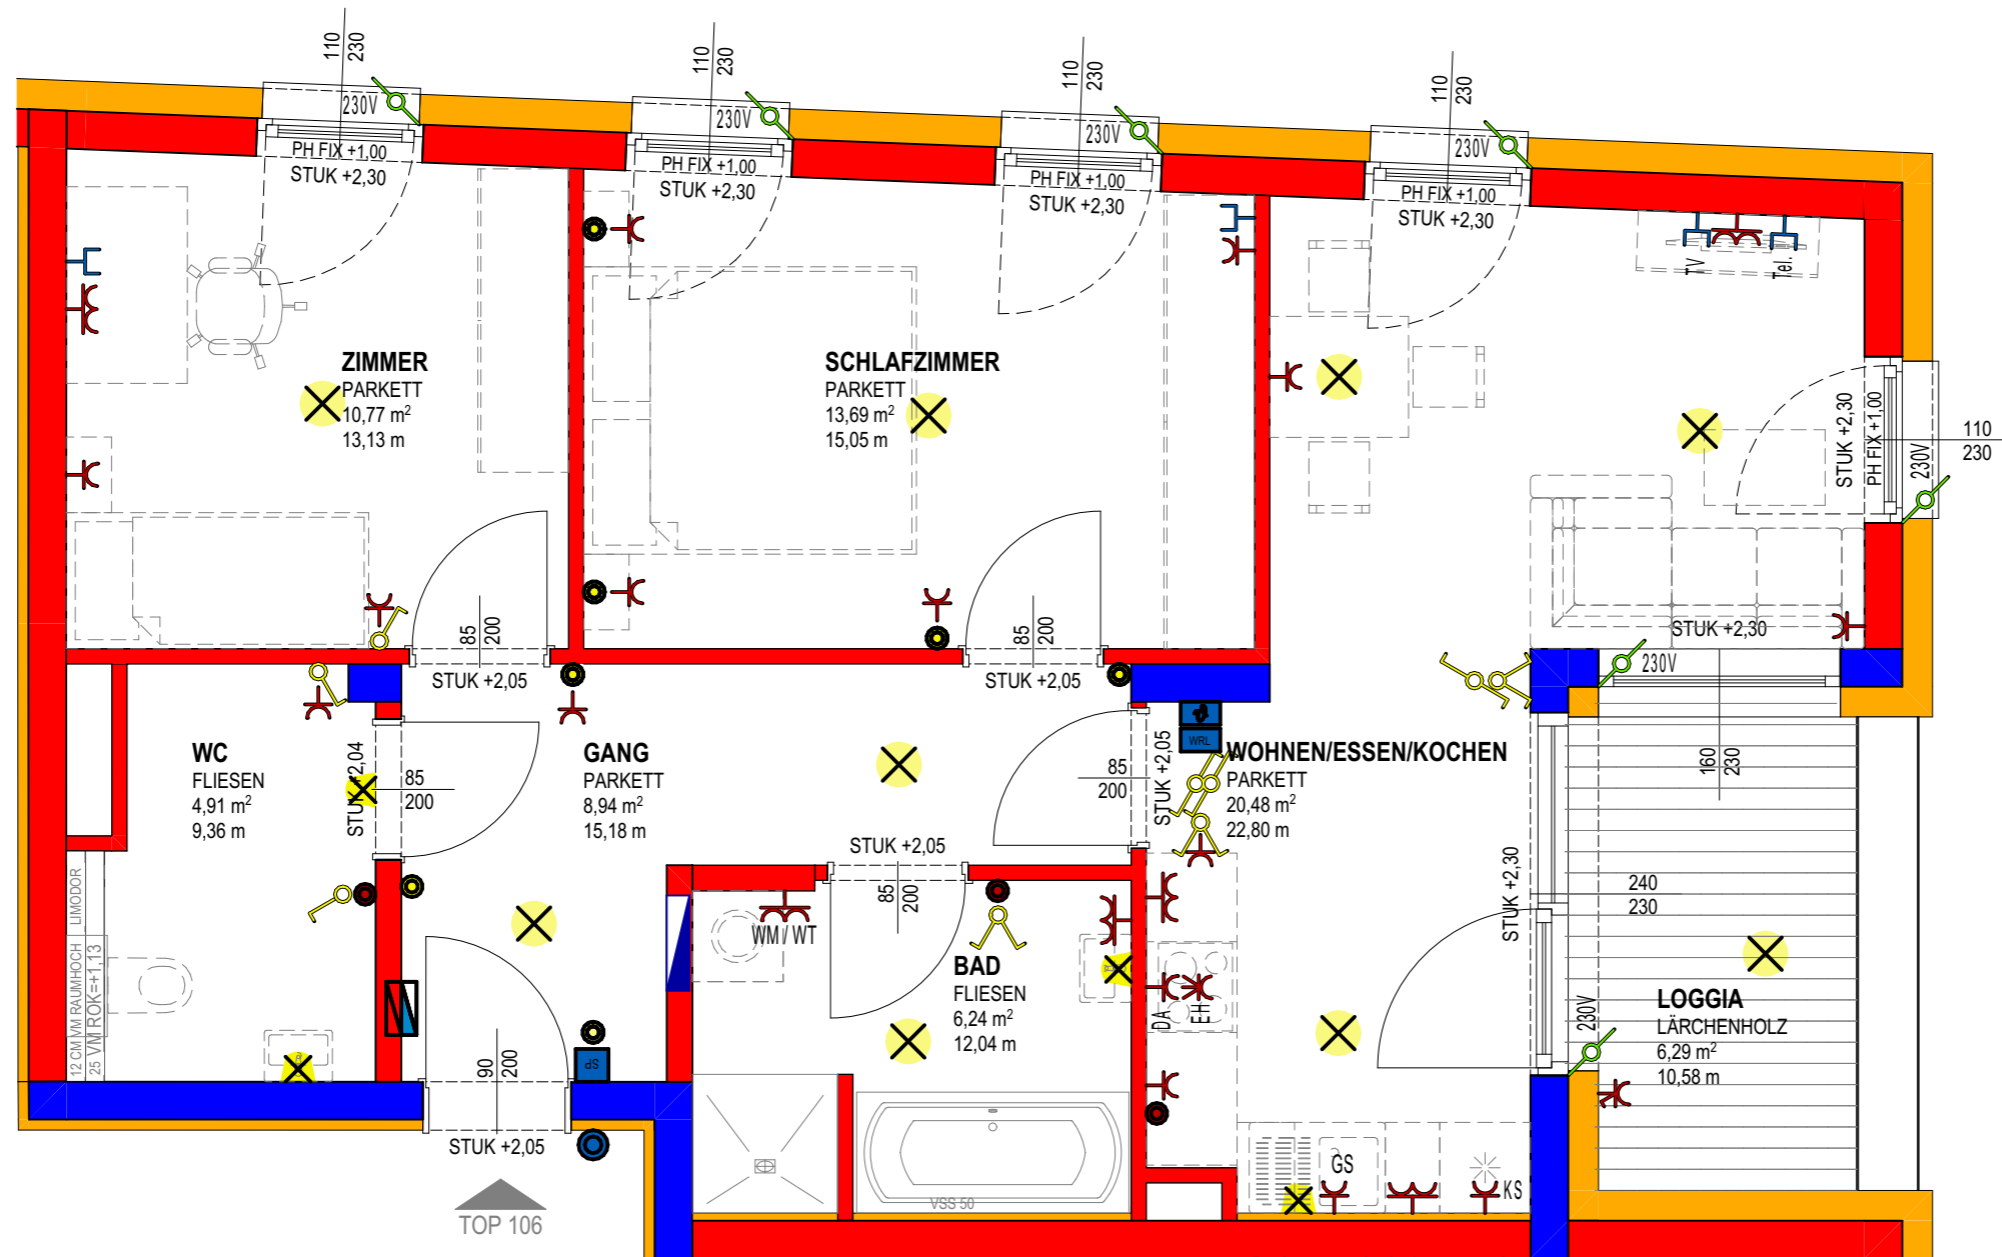 110
230
110
230
110
230
110
230
230V
230V
230V
230V
PH FIX +1,00
STUK +2,30
PH FIX +1,00
STUK +2,30
PH FIX +1,00
STUK +2,30
PH FIX +1,00
STUK +2,30
TV
Tel.
ZIMMER
PARKETT
10,77 m²
13,13 m
SCHLAFZIMMER
PARKETT
13,69 m²
15,05 m
STUK +2,30
PH FIX +1,00
230V
110
230
85
200
STUK +2,05
85
200
STUK +2,05
STUK +2,30
230V
160
230
WC
FLIESEN
4,91 m²
9,36 m
STUK +2,04
85
200
GANG
PARKETT
8,94 m²
15,18 m
85
200
STUK +2,05
WRL
WOHNEN/ESSEN/KOCHEN
PARKETT
20,48 m²
22,80 m
STUK +2,05
85
200
STUK +2,30
240
230
12 CM VM RAUMHOCH
LIMODOR
25 VM ROK=+1,13
WM / WT
BAD
FLIESEN
6,24 m²
12,04 m
DA
EH
230V
LOGGIA
LÄRCHENHOLZ
6,29 m²
10,58 m
90
200
STUK +2,05
SP
VSS 50
GS
KS
TOP 106